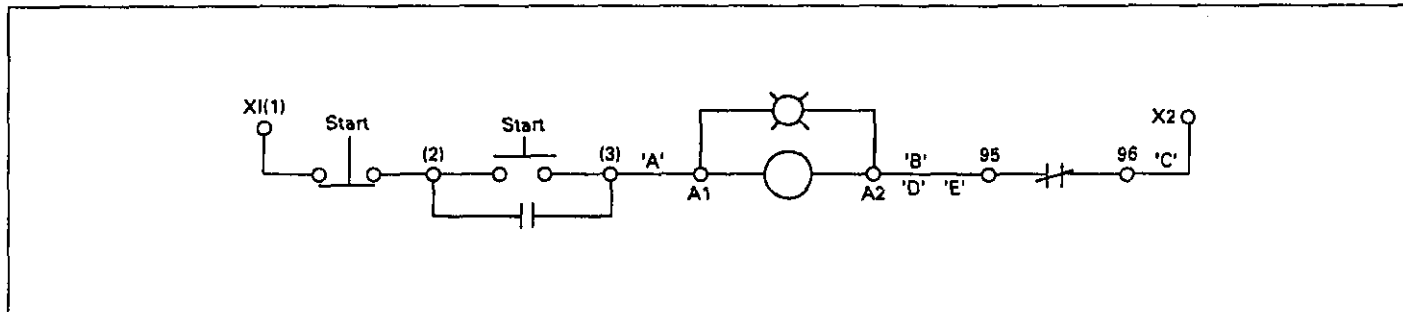 XI(1)
Start
(2)
Start
(3)
'A'
A1
A2
'B'
'D' 'E'
95
96
'C'
X2